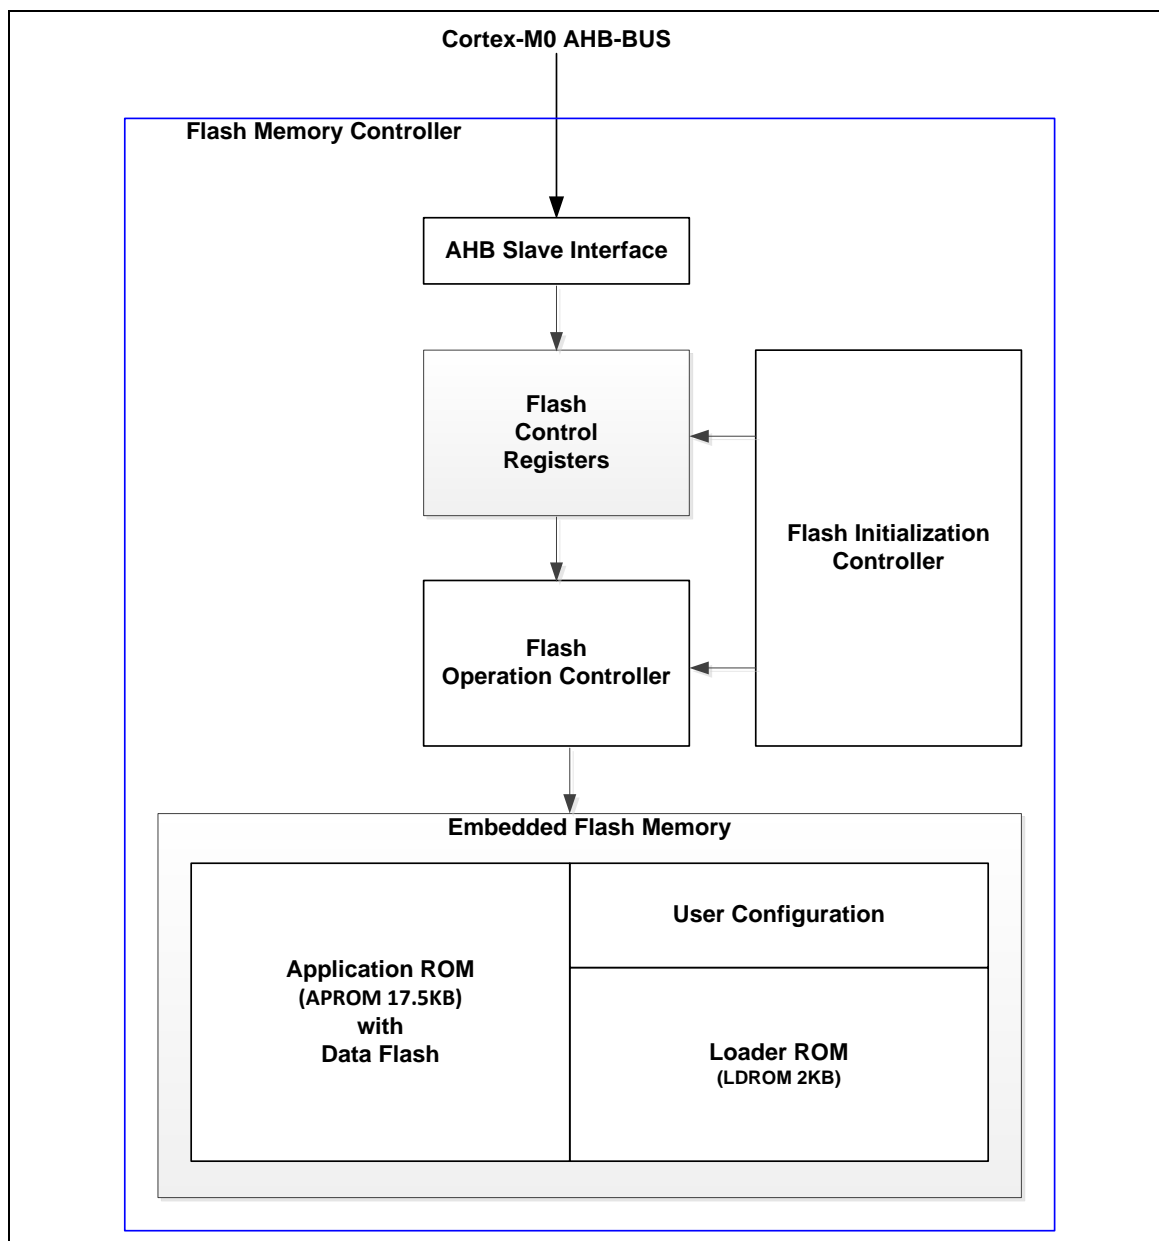 Cortex-M0 AHB-BUS
Flash Memory Controller
AHB Slave Interface
Flash
Control
Registers
Flash Initialization
Controller
Flash
Operation Controller
Embedded Flash Memory
User Configuration
Application ROM
(APROM 17.5KB)
with
Data Flash
Loader ROM
(LDROM 2KB)